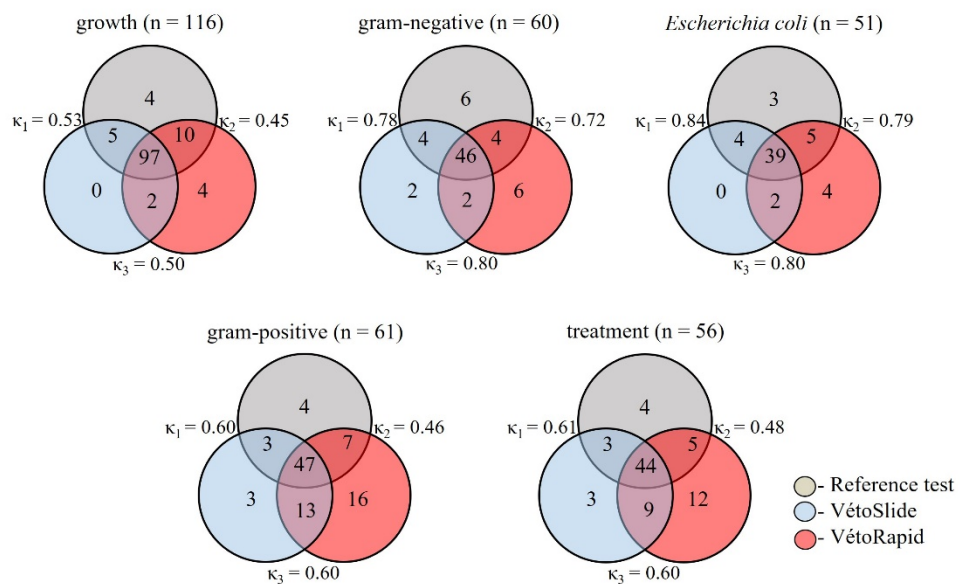 growth (n = 116)
4
κ1 = 0.53
κ2 = 0.45
5
10
97
0
2
4
κ3 = 0.50
gram-negative (n = 60)
6
κ1 = 0.78
κ2 = 0.72
4
4
46
2
2
6
κ3 = 0.80
Escherichia coli (n = 51)
3
κ1 = 0.84
κ2 = 0.79
4
5
39
0
2
4
κ3 = 0.80
gram-positive (n = 61)
4
κ1 = 0.60
κ2 = 0.46
3
7
47
3
13
16
κ3 = 0.60
treatment (n = 56)
4
κ1 = 0.61
κ2 = 0.48
3
5
44
3
9
12
κ3 = 0.60
- Reference test
- VétoSlide
- VétoRapid